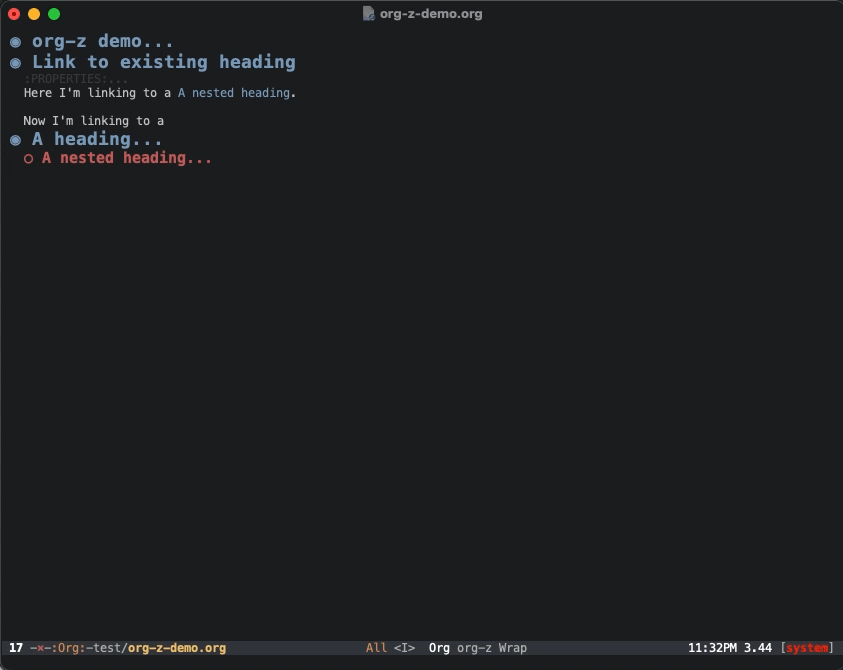 org-z-demo.org
org-z demo...
Link to existing heading
:PROPERTIES:...
Here I'm linking to a A nested heading.
Now I'm linking to a
A heading...
A nested heading...
17 -×-:Org:~test/org-z-demo.org All <I> Org org-z Wrap 11:32PM 3.44 [system]